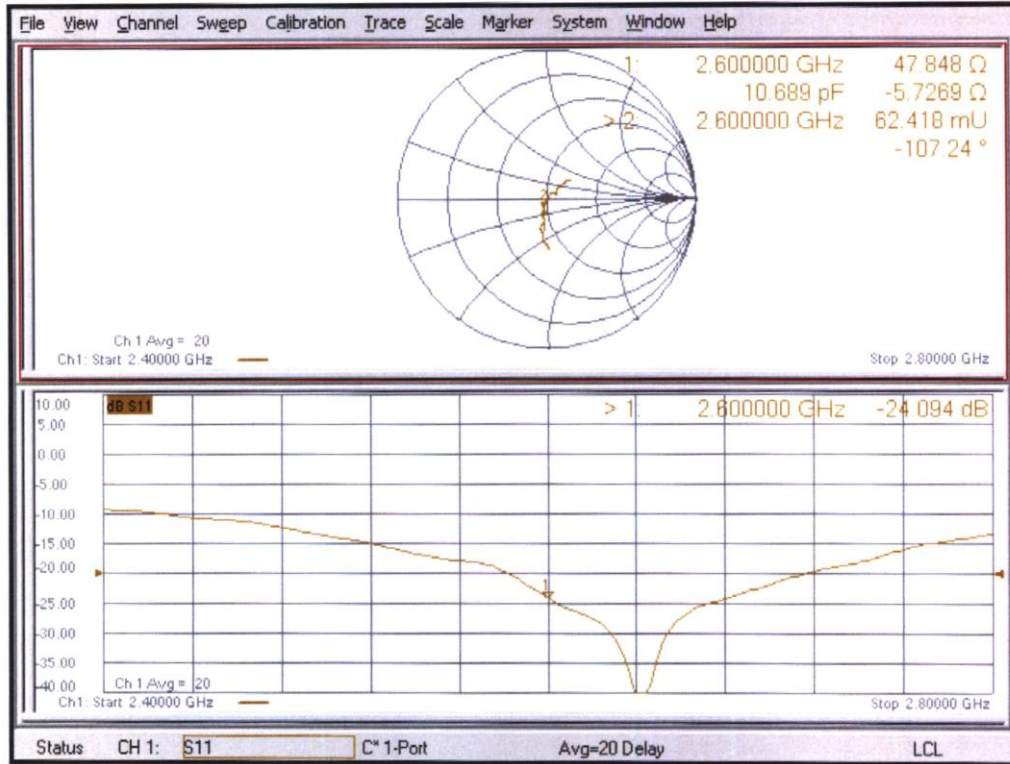 File View Channel Sweep Calibration Trace Scale Marker System Window Help
1: 2.600000 GHz 47.848 Ω
10.689 pF -5.7269 Ω
> 2: 2.600000 GHz 62.418 mU
-107.24 °
Ch 1 Avg = 20
Ch1: Start 2.40000 GHz Stop 2.80000 GHz
10.00 dB S11 > 1: 2.600000 GHz -24.094 dB
5.00
0.00
-5.00
-10.00
-15.00
-20.00
1
-25.00
-30.00
-35.00
-40.00
Ch 1 Avg = 20
Ch1: Start 2.40000 GHz Stop 2.80000 GHz
Status CH 1: S11 C* 1-Port Avg=20 Delay LCL